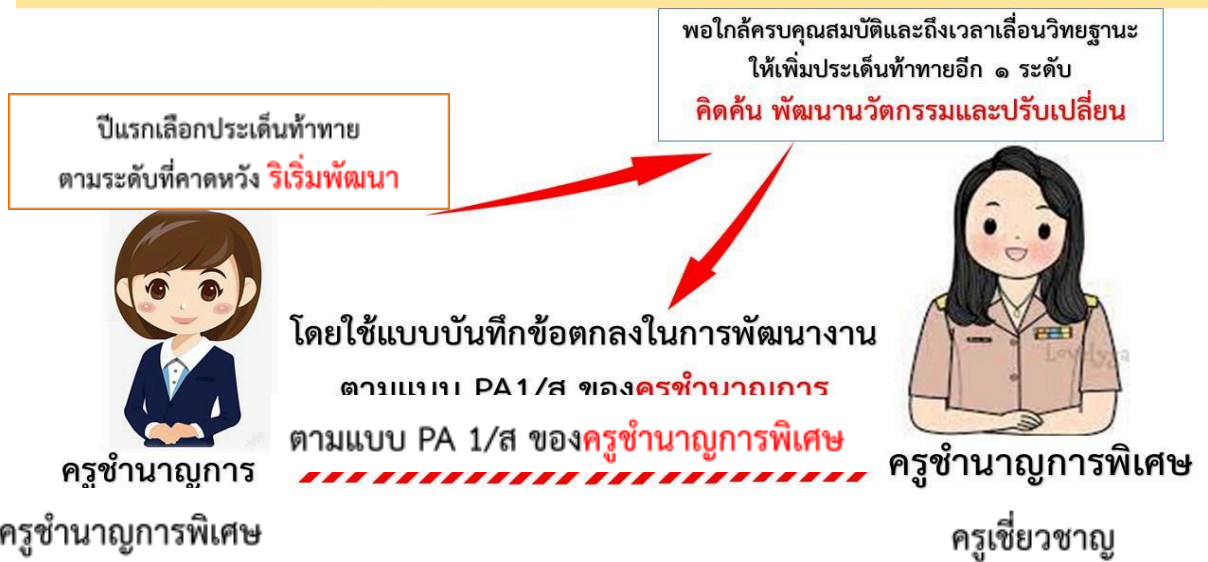 พอใกล้ครบคุณสมบัติและถึงเวลาเลื่อนวิทยฐานะ
ให้เพิ่มประเด็นท้าทายอีก ๑ ระดับ
คิดค้น พัฒนานวัตกรรมและปรับเปลี่ยน
ปีแรกเลือกประเด็นท้าทาย
ตามระดับที่คาดหวัง ริเริ่มพัฒนา
โดยใช้แบบบันทึกข้อตกลงในการพัฒนางาน
ตามแบบ PA1/ส ของครูชำนาญการ
ตามแบบ PA 1/ส ของครูชำนาญการพิเศษ
ครูชำนาญการ
ครูชำนาญการพิเศษ
ครูชำนาญการพิเศษ
ครูเชี่ยวชาญ